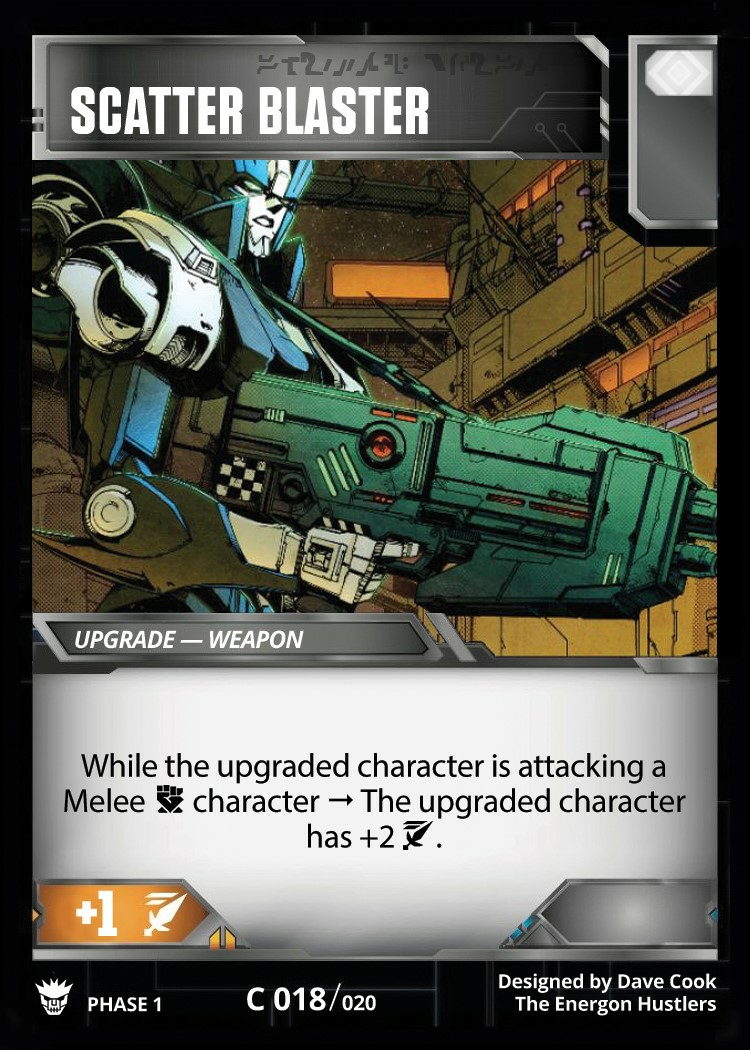 SCATTER BLASTER
UPGRADE — WEAPON
While the upgraded character is attacking a
Melee character → The upgraded character
has +2 .
+1
PHASE 1
C 018/020
Designed by Dave Cook
The Energon Hustlers